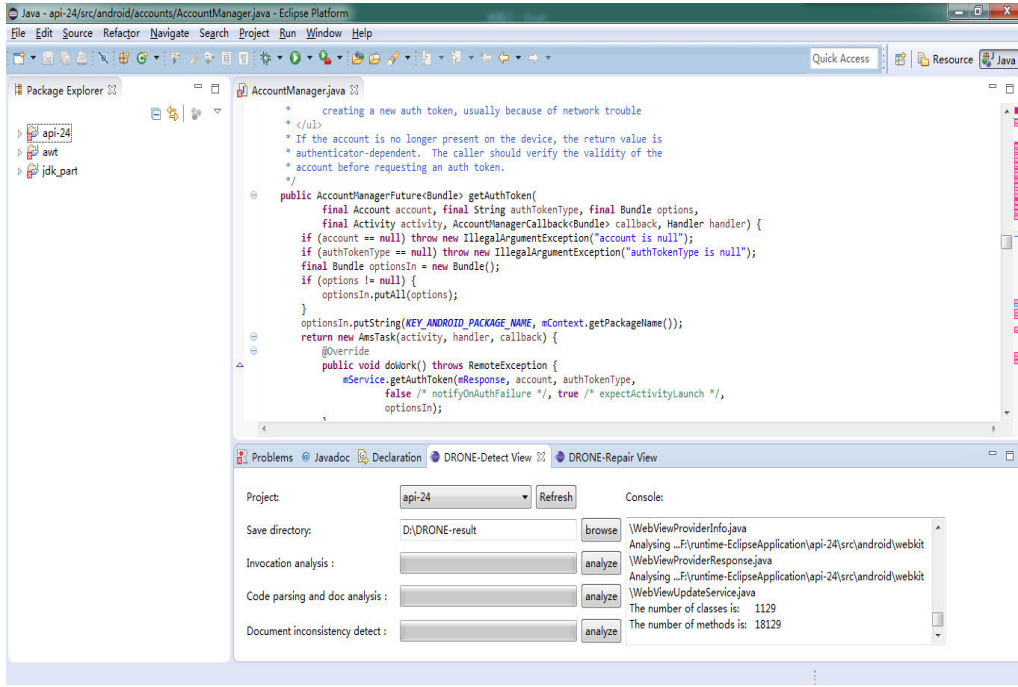 Java - api-24/src/android/accounts/AccountManager.java - Eclipse Platform
File Edit Source Refactor Navigate Search Project Run Window Help
Quick Access Resource Java
Package Explorer
api-24
awt
jdk_part
AccountManager.java
*      creating a new auth token, usually because of network trouble
* </ul>
* If the account is no longer present on the device, the return value is
* authenticator-dependent.  The caller should verify the validity of the
* account before requesting an auth token.
*/
public AccountManagerFuture<Bundle> getAuthToken(
final Account account, final String authTokenType, final Bundle options,
final Activity activity, AccountManagerCallback<Bundle> callback, Handler handler) {
if (account == null) throw new IllegalArgumentException("account is null");
if (authTokenType == null) throw new IllegalArgumentException("authTokenType is null");
final Bundle optionsIn = new Bundle();
if (options != null) {
optionsIn.putAll(options);
}
optionsIn.putString(KEY_ANDROID_PACKAGE_NAME, mContext.getPackageName());
return new AmsTask(activity, handler, callback) {
@Override
public void doWork() throws RemoteException {
mService.getAuthToken(mResponse, account, authTokenType,
false /* notifyOnAuthFailure */, true /* expectActivityLaunch */,
optionsIn);
}
Problems @ Javadoc Declaration DRONE-Detect View DRONE-Repair View
Project: api-24 Refresh Console:
Save directory: D:\DRONE-result browse
Invocation analysis : analyze
Code parsing and doc analysis : analyze
Document inconsistency detect : analyze
\WebViewProviderInfo.java
Analysing ...F:\runtime-EclipseApplication\api-24\src\android\webkit
\WebViewProviderResponse.java
Analysing ...F:\runtime-EclipseApplication\api-24\src\android\webkit
\WebViewUpdateService.java
The number of classes is:    1129
The number of methods is:   18129